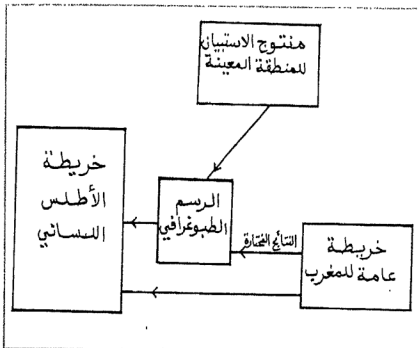 منتوج الاستبيان
للمنطقة المعينة
خريطة
الأطلس
اللساني
الرسم
الطبوغرافي
النتائج المختارة
خريطة
عامة للمغرب